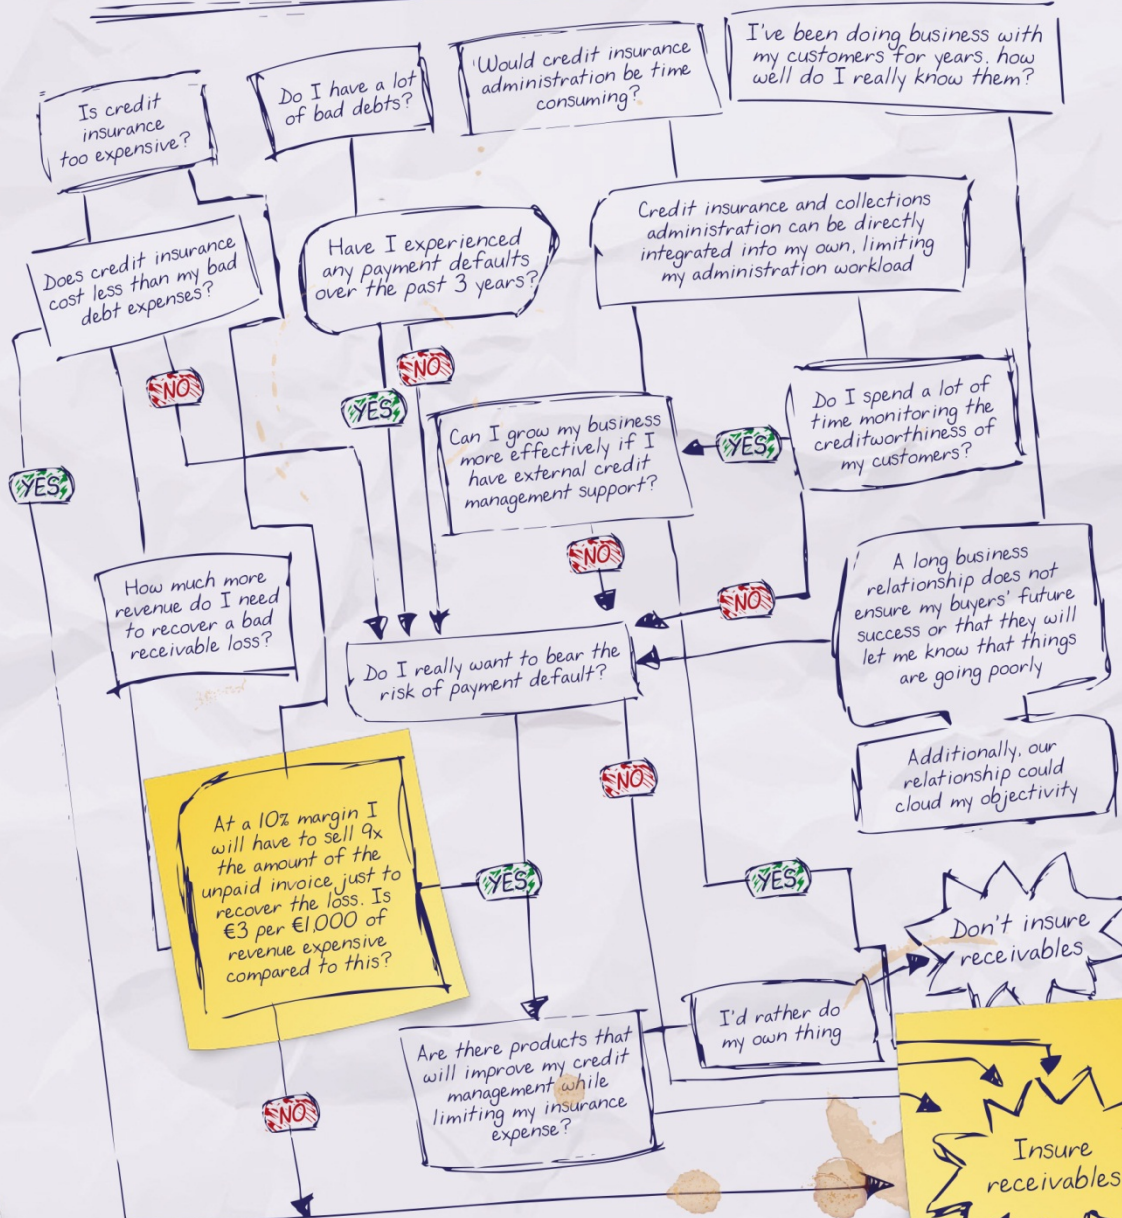 Is credit
insurance
too expensive?
Do I have a lot
of bad debts?
Would credit insurance
administration be time
consuming?
I've been doing business with
my customers for years. how
well do I really know them?
Does credit insurance
cost less than my bad
debt expenses?
Have I experienced
any payment defaults
over the past 3 years?
Credit insurance and collections
administration can be directly
integrated into my own, limiting
my administration workload
NO
NO
YES
YES
Can I grow my business
more effectively if I
have external credit
management support?
YES
Do I spend a lot of
time monitoring the
creditworthiness of
my customers?
How much more
revenue do I need
to recover a bad
receivable loss?
NO
NO
A long business
relationship does not
ensure my buyers' future
success or that they will
let me know that things
are going poorly
Do I really want to bear the
risk of payment default?
Additionally, our
relationship could
cloud my objectivity
NO
At a 10% margin I
will have to sell 9x
the amount of the
unpaid invoice just to
recover the loss. Is
€3 per €1,000 of
revenue expensive
compared to this?
YES
YES
Don't insure
receivables
I'd rather do
my own thing
Are there products that
will improve my credit
management while
limiting my insurance
expense?
NO
Insure
receivables